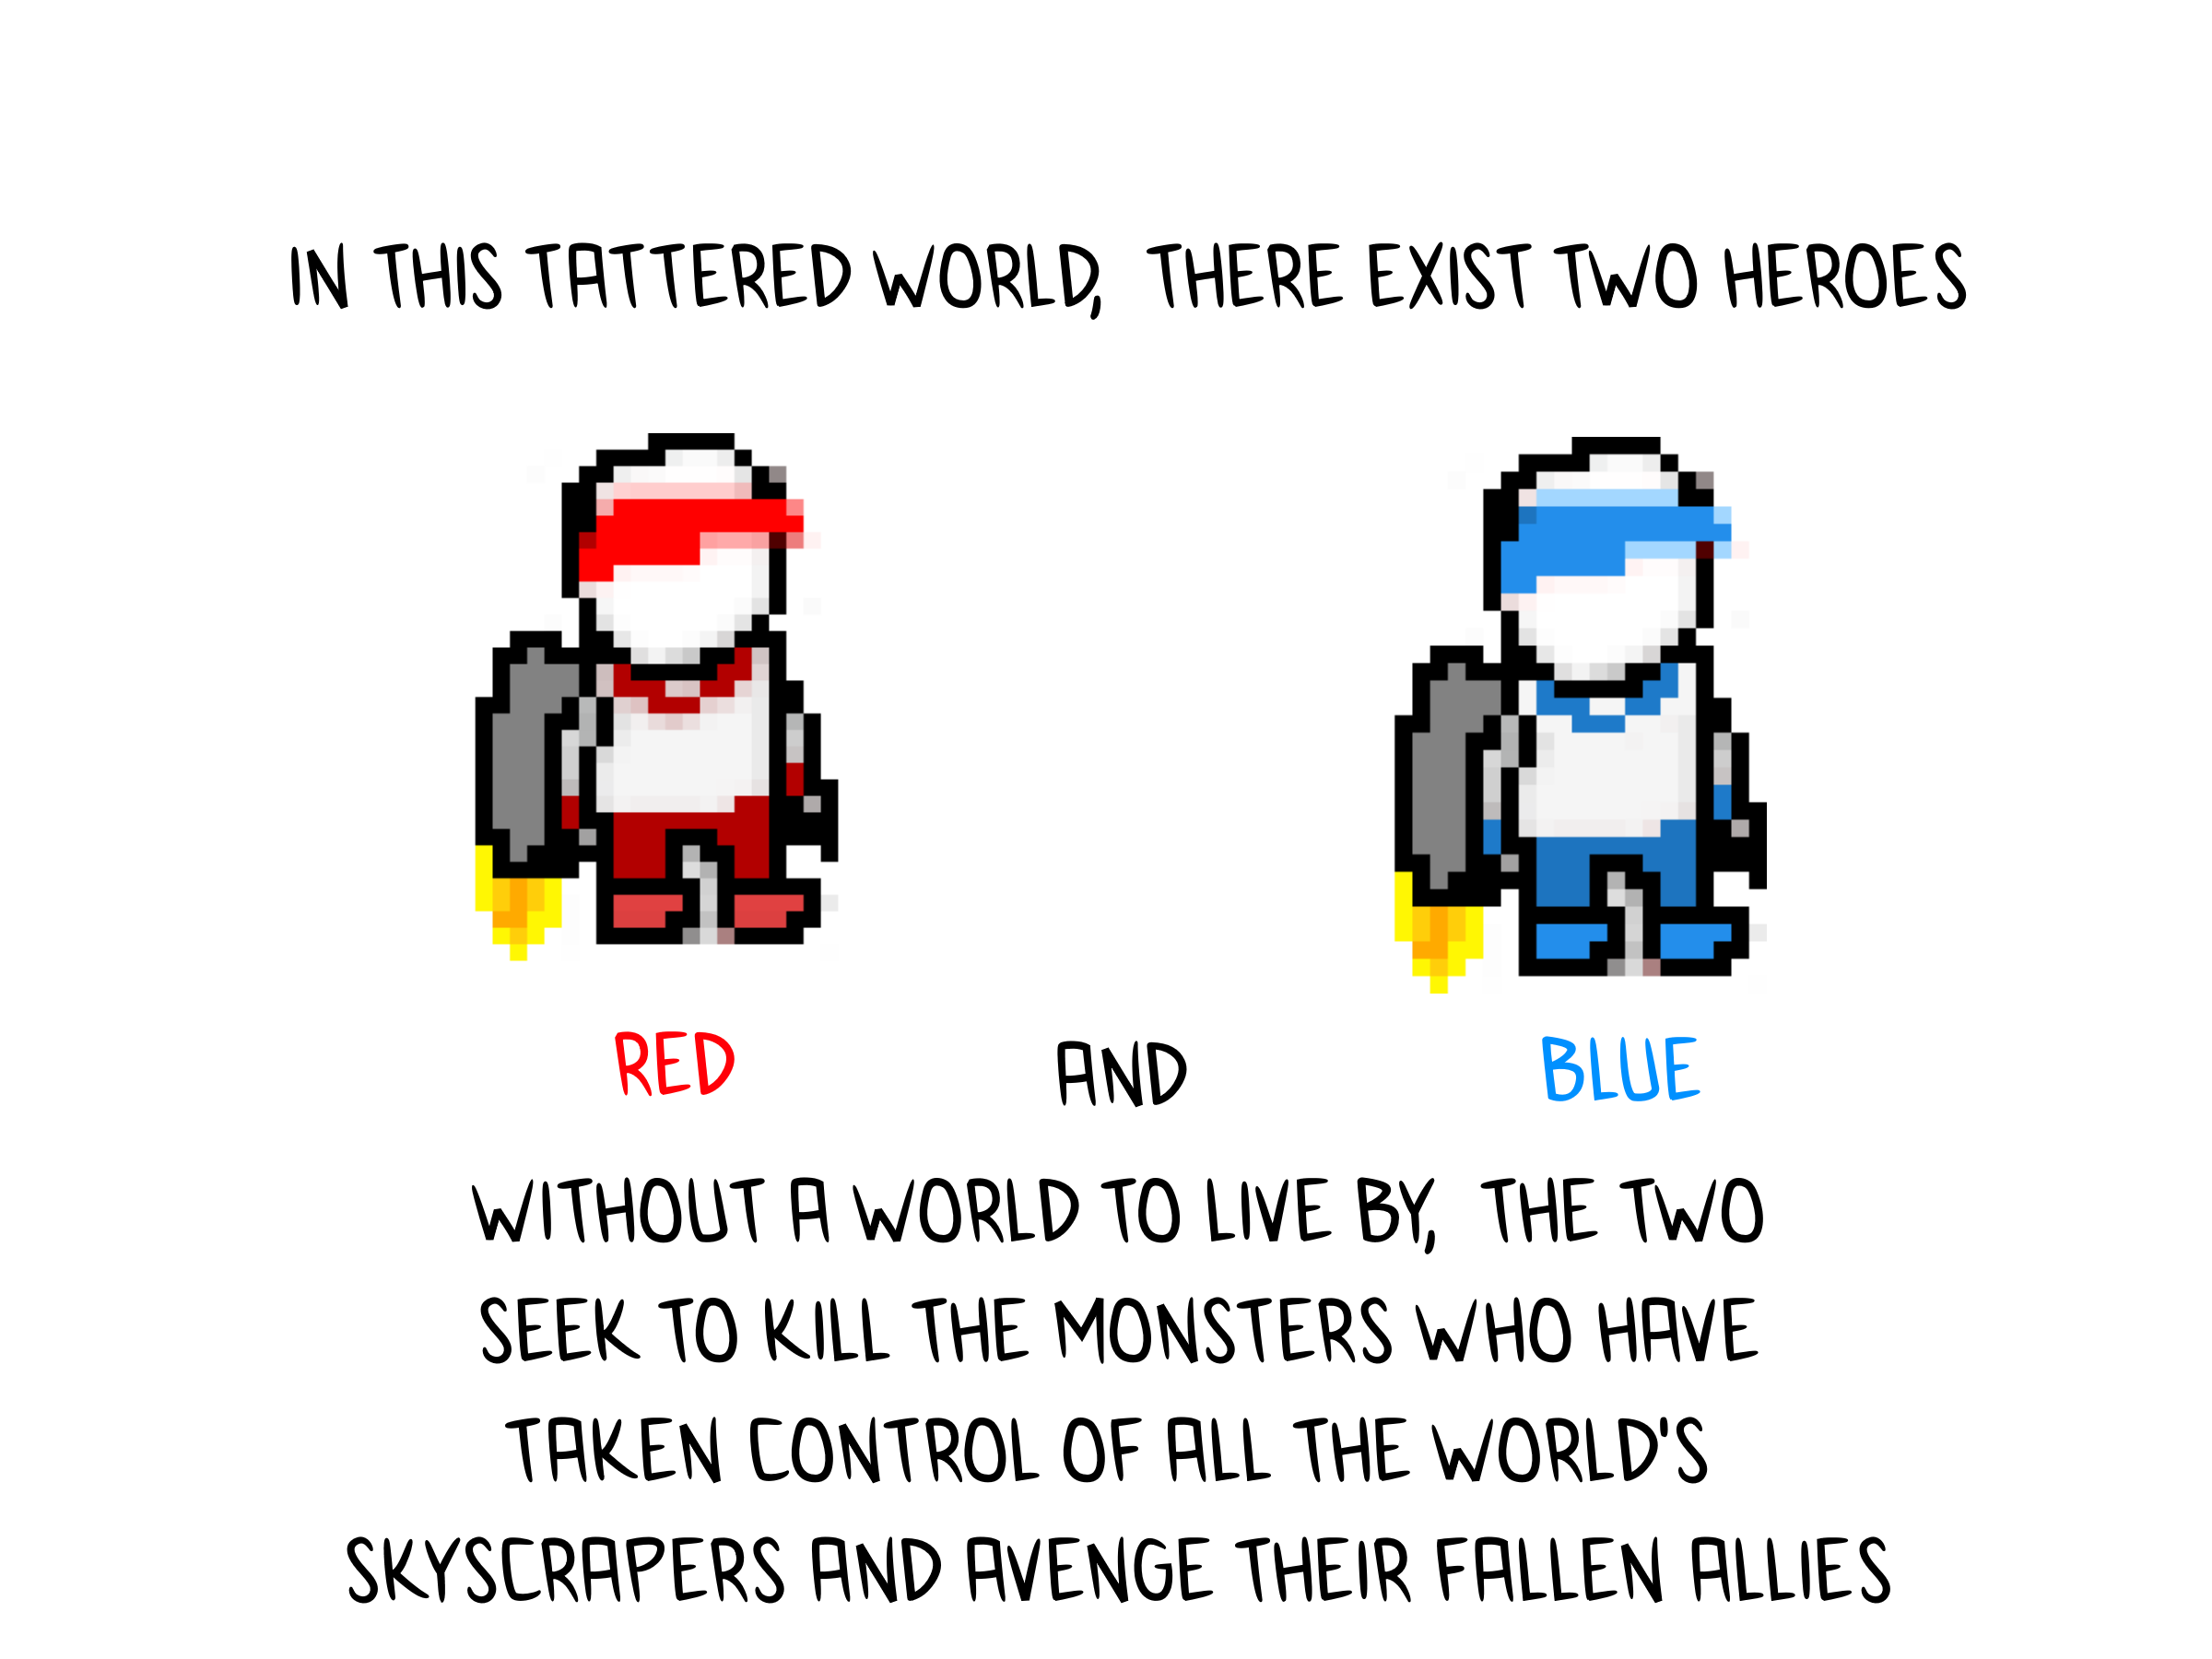 IN THIS TATTERED WORLD, THERE EXIST TWO HEROES
RED AND BLUE
WITHOUT A WORLD TO LIVE BY, THE TWO
SEEK TO KILL THE MONSTERS WHO HAVE
TAKEN CONTROL OF ALL THE WORLD'S
SKYSCRAPERS AND AVENGE THEIR FALLEN ALLIES